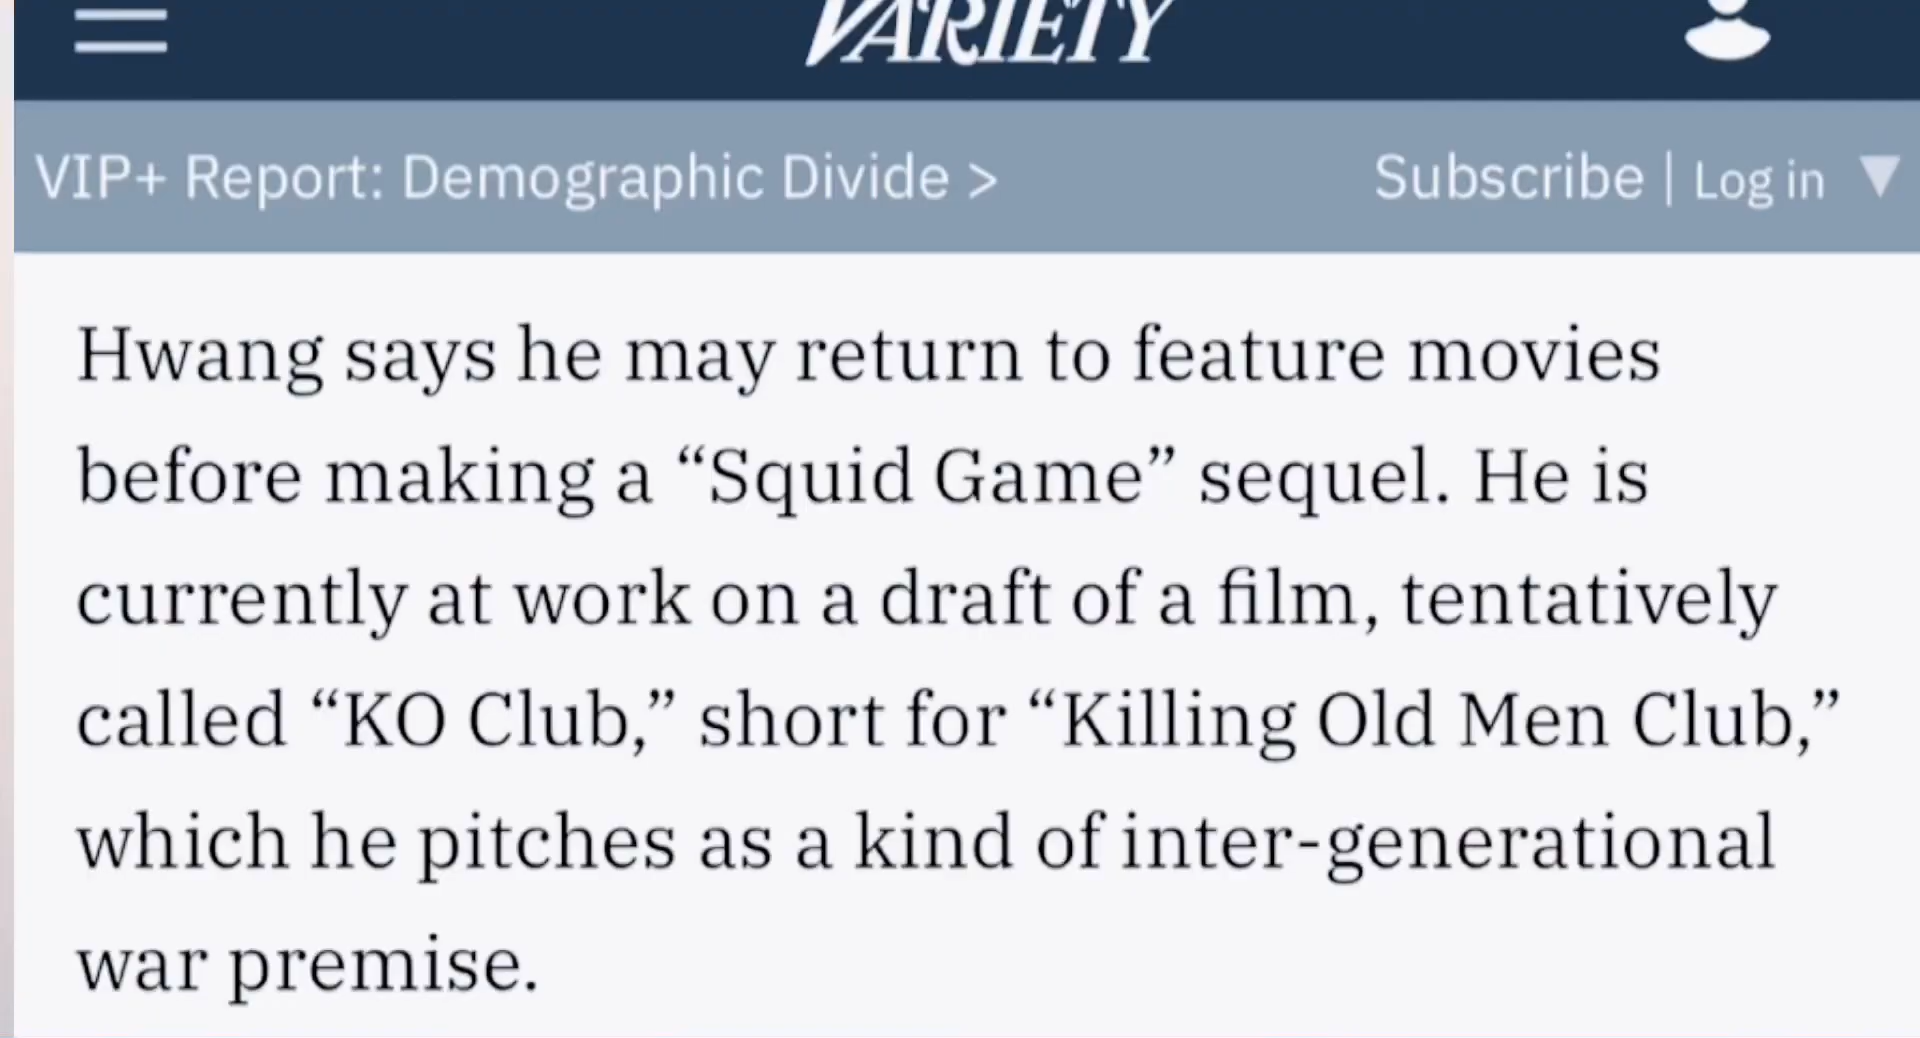 VARIETY
VIP+ Report: Demographic Divide >
Subscribe | Log in ▼
Hwang says he may return to feature movies
before making a “Squid Game” sequel. He is
currently at work on a draft of a film, tentatively
called “KO Club,” short for “Killing Old Men Club,”
which he pitches as a kind of inter-generational
war premise.